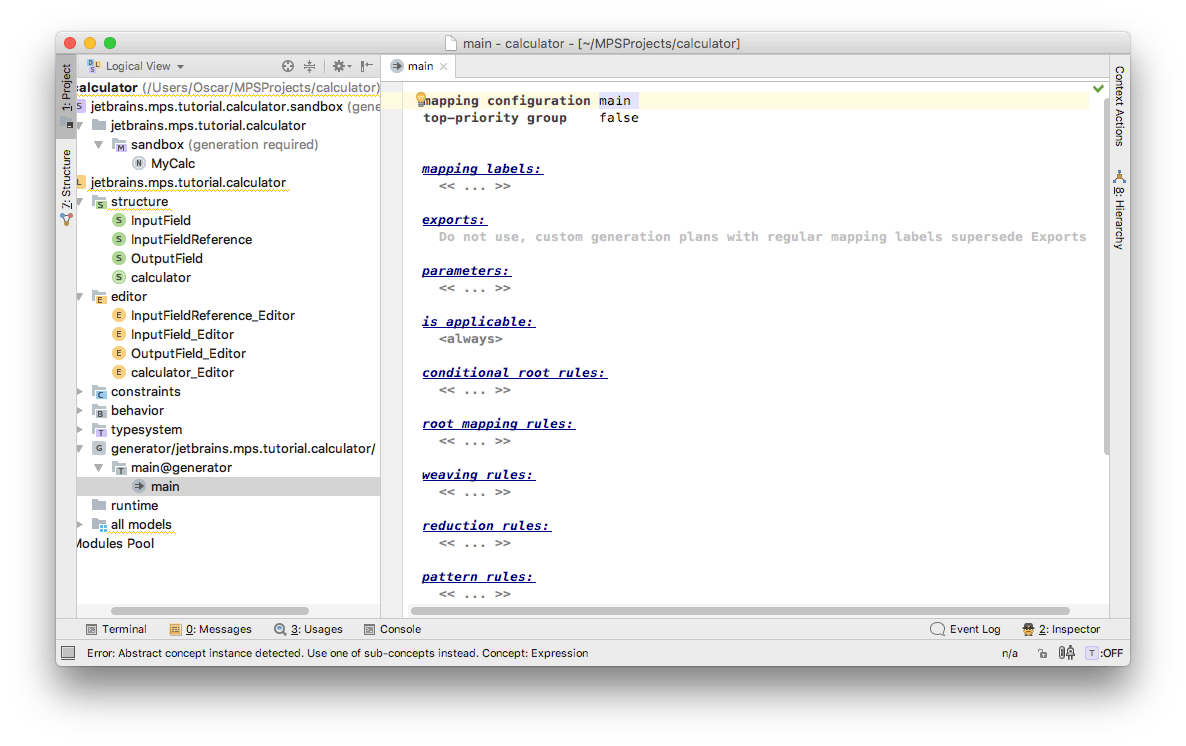 main - calculator - [~/MPSProjects/calculator]
1: Project
7: Structure
Logical View
main
calculator (/Users/Oscar/MPSProjects/calculator)
S jetbrains.mps.tutorial.calculator.sandbox (gene
jetbrains.mps.tutorial.calculator
M sandbox (generation required)
N MyCalc
L jetbrains.mps.tutorial.calculator
S structure
S InputField
S InputFieldReference
S OutputField
S calculator
E editor
E InputFieldReference_Editor
E InputField_Editor
E OutputField_Editor
E calculator_Editor
C constraints
B behavior
T typesystem
G generator/jetbrains.mps.tutorial.calculator/
T main@generator
main
runtime
all models
Modules Pool
mapping configuration main
top-priority group false
mapping labels:
<< ... >>
exports:
Do not use, custom generation plans with regular mapping labels supersede Exports
parameters:
<< ... >>
is applicable:
<always>
conditional root rules:
<< ... >>
root mapping rules:
<< ... >>
weaving rules:
<< ... >>
reduction rules:
<< ... >>
pattern rules:
<< ... >>
Context Actions
8: Hierarchy
Terminal 0: Messages 3: Usages Console Event Log 2: Inspector
Error: Abstract concept instance detected. Use one of sub-concepts instead. Concept: Expression n/a T :OFF